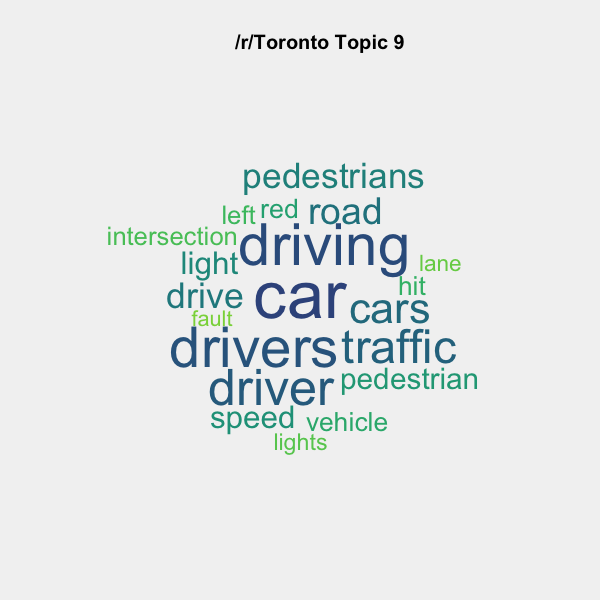 /r/Toronto Topic 9
pedestrians
left red road
intersection driving
light lane
drive car cars hit
fault
drivers traffic
driver pedestrian
speed vehicle
lights